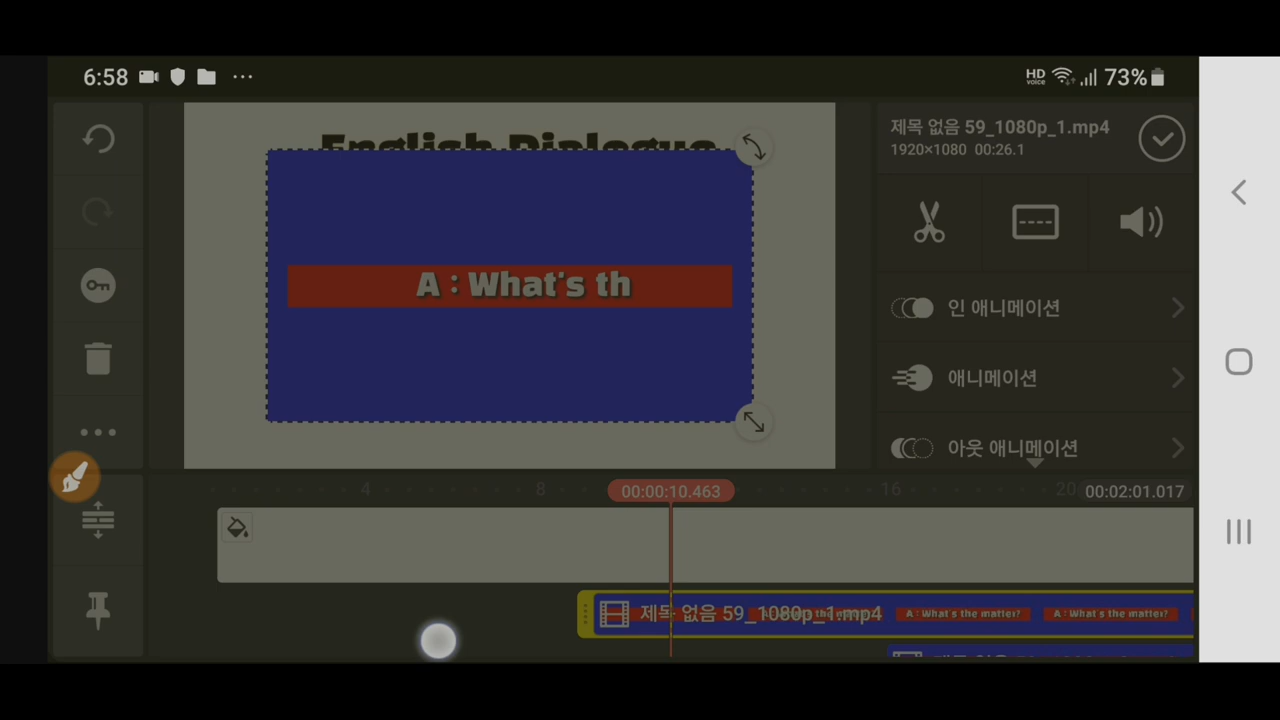 6:58
HD voice
73%
English Dialogue
A : What's th
제목 없음 59_1080p_1.mp4
1920×1080 00:26.1
인 애니메이션
애니메이션
아웃 애니메이션
4 8 16 20
00:00:10.463
00:02:01.017
제목 없음 59_1080p_1.mp4
A : What's the matter?
A : What's the matter?